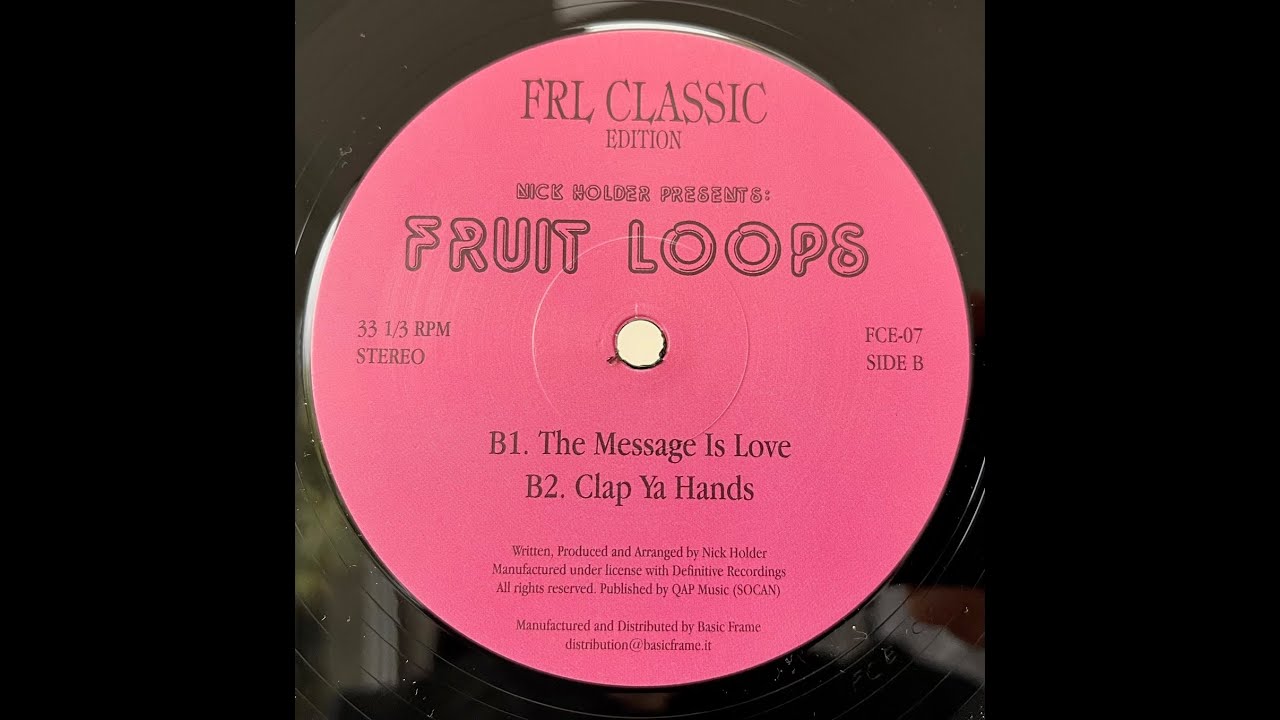 FRL CLASSIC
EDITION
NICK HOLDER PRESENTS:
FRUIT LOOPS
33 1/3 RPM
STEREO
FCE-07
SIDE B
B1. The Message Is Love
B2. Clap Ya Hands
Written, Produced and Arranged by Nick Holder
Manufactured under license with Definitive Recordings
All rights reserved. Published by QAP Music (SOCAN)
Manufactured and Distributed by Basic Frame
distribution@basicframe.it
FCE